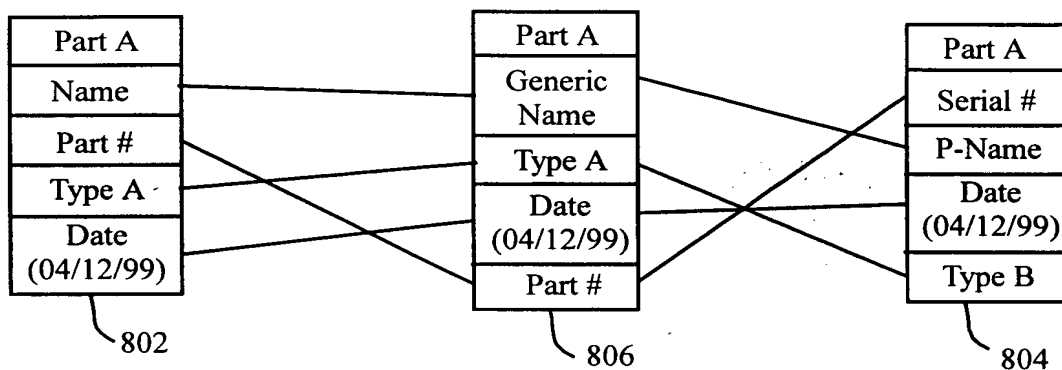 Part A
Name
Part #
Type A
Date
(04/12/99)
802
Part A
Generic
Name
Type A
Date
(04/12/99)
Part #
806
Part A
Serial #
P-Name
Date
(04/12/99)
Type B
804